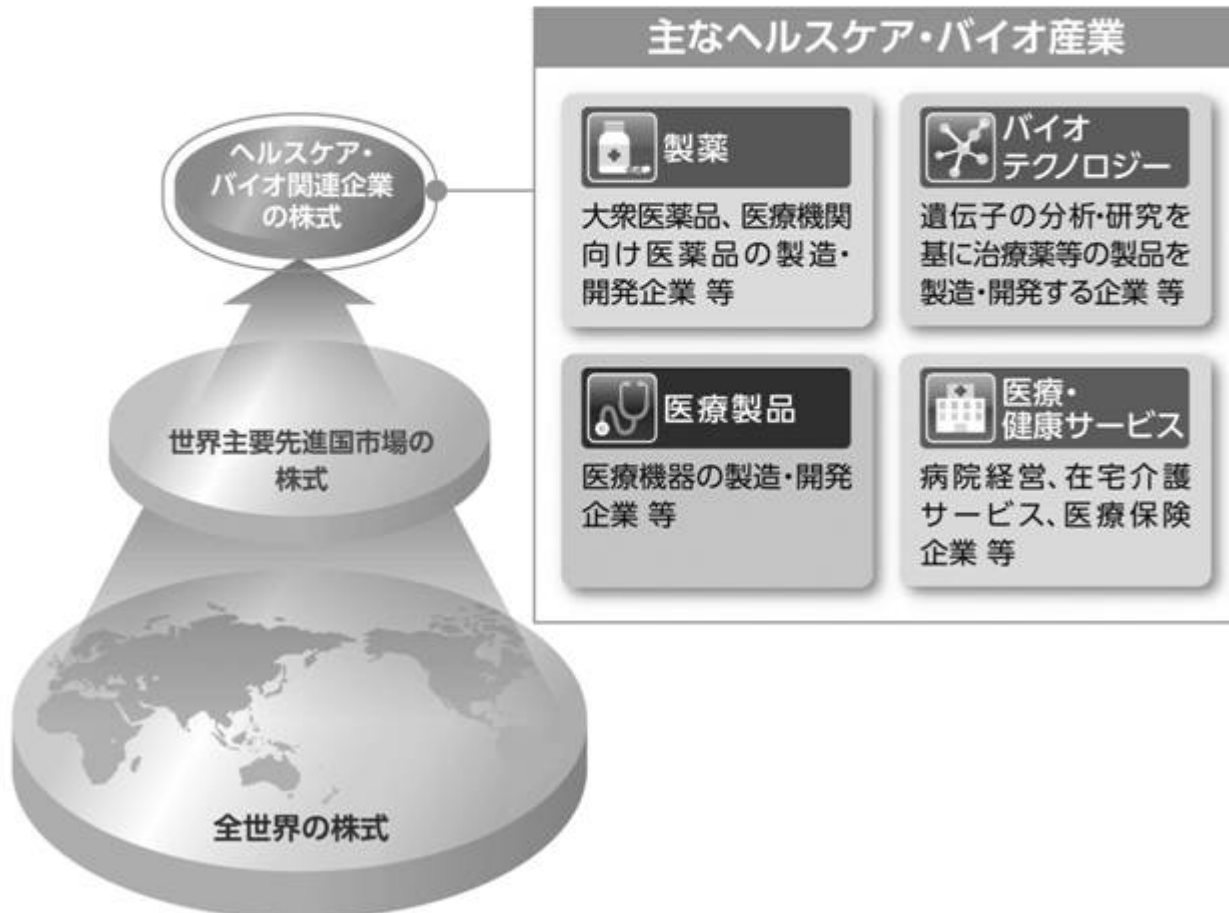 主なヘルスケア・バイオ産業
ヘルスケア・
バイオ関連企業
の株式
製薬
大衆医薬品、医療機関
向け医薬品の製造・
開発企業 等
バイオ
テクノロジー
遺伝子の分析・研究を
基に治療薬等の製品を
製造・開発する企業 等
医療製品
医療機器の製造・開発
企業 等
医療・
健康サービス
病院経営、在宅介護
サービス、医療保険
企業 等
世界主要先進国市場の
株式
全世界の株式